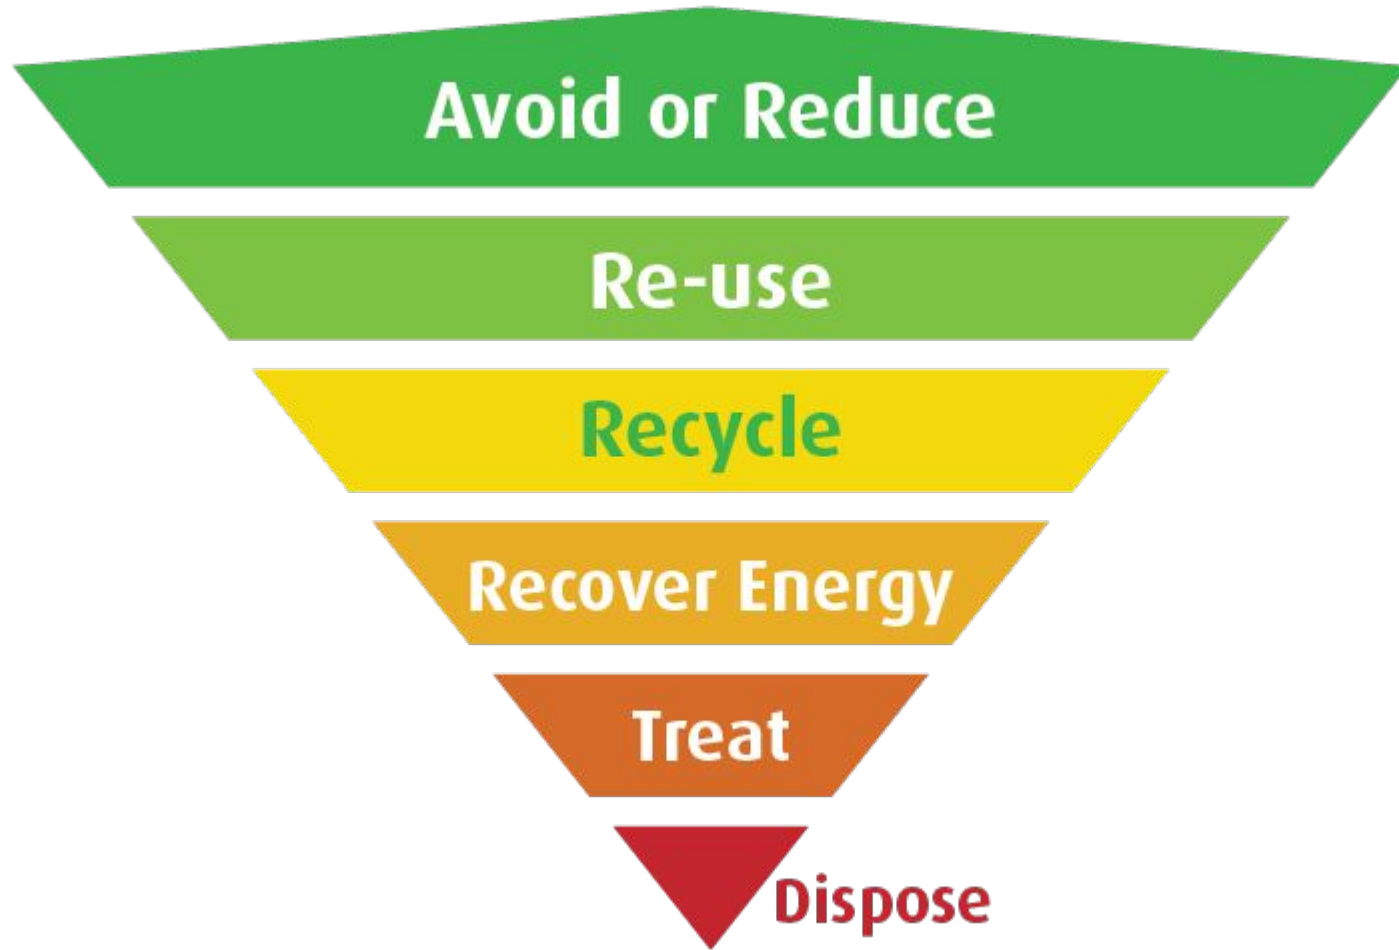 Avoid or Reduce
Re-use
Recycle
Recover Energy
Treat
Dispose